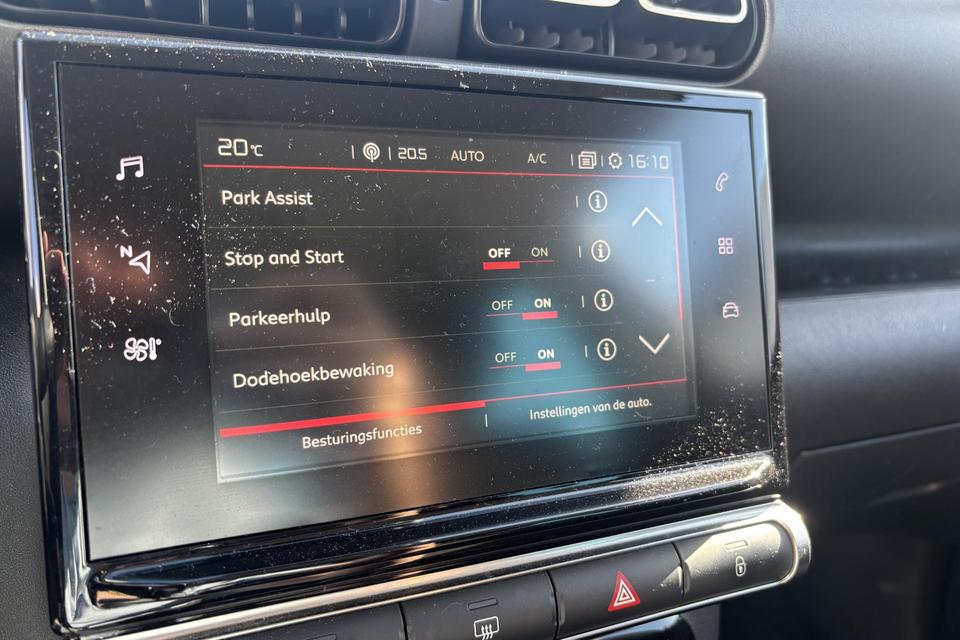 20°C 20.5 AUTO A/C 16:10
Park Assist
Stop and Start OFF ON
Parkeerhulp OFF ON
Dodehoekbewaking OFF ON
Besturingsfuncties Instellingen van de auto.
N